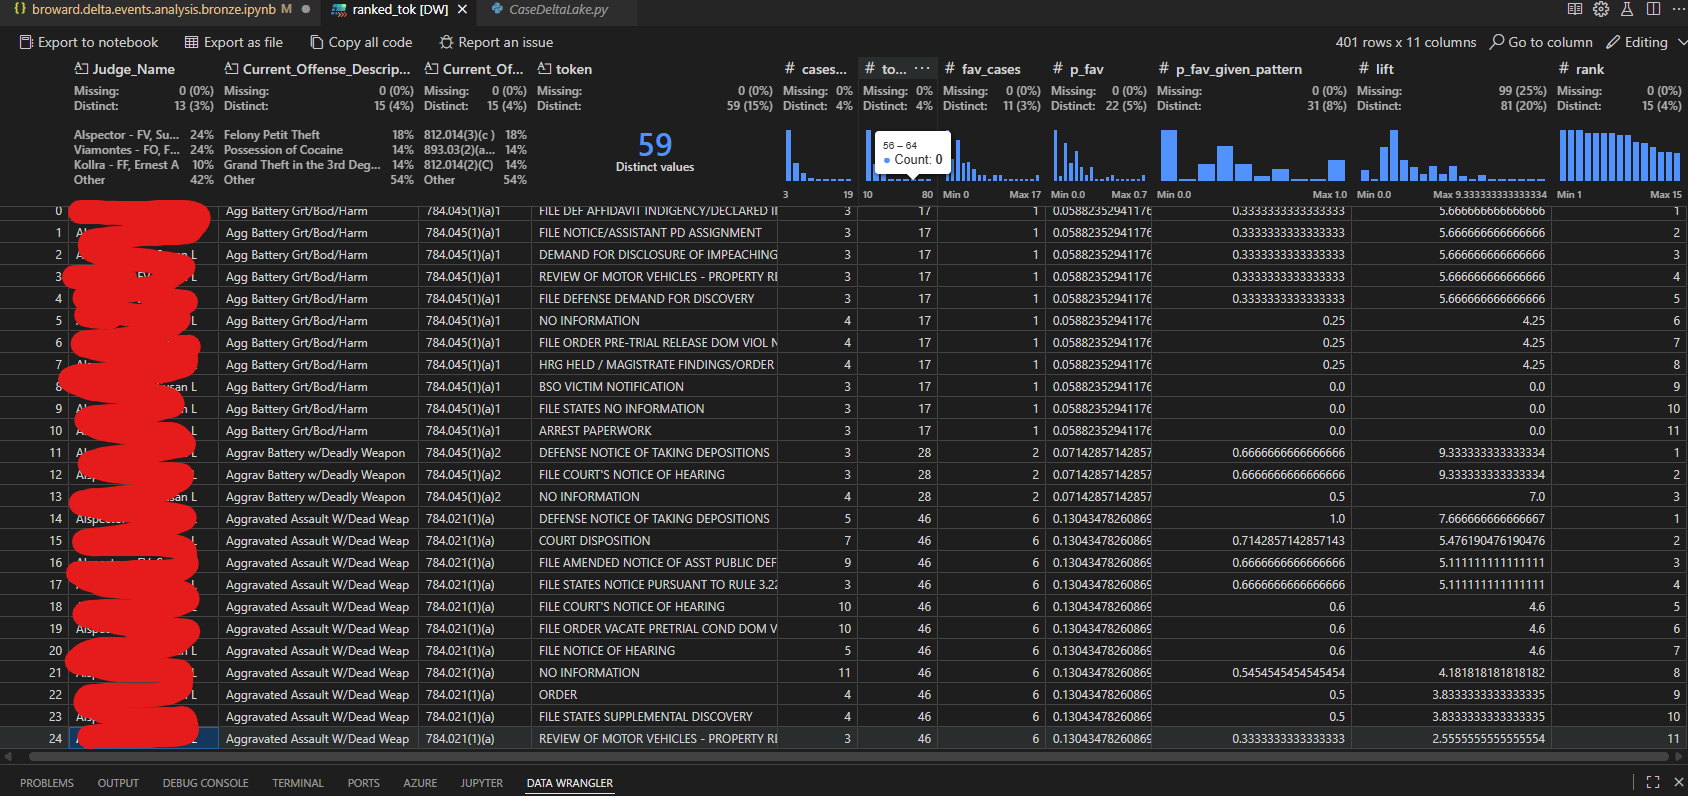 broward.delta.events.analysis.bronze.ipynb M ranked_tok [DW] CaseDeltaLake.py
Export to notebook Export as file Copy all code Report an issue 401 rows x 11 columns Go to column Editing
Judge_Name Current_Offense_Descrip... Current_Of... token cases... to... fav_cases p_fav p_fav_given_pattern lift rank
Missing: 0 (0%) Missing: 0 (0%) Missing: 0 (0%) Missing: 0 (0%) Missing: 0% Missing: 0% Missing: 0 (0%) Missing: 0 (0%) Missing: 0 (0%) Missing: 99 (25%) Missing: 0 (0%)
Distinct: 13 (3%) Distinct: 15 (4%) Distinct: 15 (4%) Distinct: 59 (15%) Distinct: 4% Distinct: 4% Distinct: 11 (3%) Distinct: 22 (5%) Distinct: 31 (8%) Distinct: 81 (20%) Distinct: 15 (4%)
Alspector - FV, Su... 24% Felony Petit Theft 18% 812.014(3)(c ) 18%
Viamontes - FO, F... 24% Possession of Cocaine 14% 893.03(2)(a... 14%
Kollra - FF, Ernest A 10% Grand Theft in the 3rd Deg... 14% 812.014(2)(C) 14%
Other 42% Other 54% Other 54%
59
Distinct values
56 – 64
Count: 0
3 19 10 80 Min 0 Max 17 Min 0.0 Max 0.7 Min 0.0 Max 1.0 Min 0.0 Max 9.333333333333334 Min 1 Max 15
0 Agg Battery Grt/Bod/Harm 784.045(1)(a)1 FILE DEF AFFIDAVIT INDIGENCY/DECLARED 3 17 1 0.05882352941176 0.3333333333333333 5.666666666666666 1
1 Agg Battery Grt/Bod/Harm 784.045(1)(a)1 FILE NOTICE/ASSISTANT PD ASSIGNMENT 3 17 1 0.05882352941176 0.3333333333333333 5.666666666666666 2
2 L Agg Battery Grt/Bod/Harm 784.045(1)(a)1 DEMAND FOR DISCLOSURE OF IMPEACHING 3 17 1 0.05882352941176 0.3333333333333333 5.666666666666666 3
3 L Agg Battery Grt/Bod/Harm 784.045(1)(a)1 REVIEW OF MOTOR VEHICLES - PROPERTY 3 17 1 0.05882352941176 0.3333333333333333 5.666666666666666 4
4 Agg Battery Grt/Bod/Harm 784.045(1)(a)1 FILE DEFENSE DEMAND FOR DISCOVERY 3 17 1 0.05882352941176 0.3333333333333333 5.666666666666666 5
5 L Agg Battery Grt/Bod/Harm 784.045(1)(a)1 NO INFORMATION 4 17 1 0.05882352941176 0.25 4.25 6
6 Agg Battery Grt/Bod/Harm 784.045(1)(a)1 FILE ORDER PRE-TRIAL RELEASE DOM VIOL 4 17 1 0.05882352941176 0.25 4.25 7
7 L Agg Battery Grt/Bod/Harm 784.045(1)(a)1 HRG HELD / MAGISTRATE FINDINGS/ORDER 4 17 1 0.05882352941176 0.25 4.25 8
8 L Agg Battery Grt/Bod/Harm 784.045(1)(a)1 BSO VICTIM NOTIFICATION 3 17 1 0.05882352941176 0.0 0.0 9
9 L Agg Battery Grt/Bod/Harm 784.045(1)(a)1 FILE STATES NO INFORMATION 3 17 1 0.05882352941176 0.0 0.0 10
10 L Agg Battery Grt/Bod/Harm 784.045(1)(a)1 ARREST PAPERWORK 3 17 1 0.05882352941176 0.0 0.0 11
11 L Aggrav Battery w/Deadly Weapon 784.045(1)(a)2 DEFENSE NOTICE OF TAKING DEPOSITIONS 3 28 2 0.07142857142857 0.6666666666666666 9.333333333333334 1
12 L Aggrav Battery w/Deadly Weapon 784.045(1)(a)2 FILE COURT'S NOTICE OF HEARING 3 28 2 0.07142857142857 0.6666666666666666 9.333333333333334 2
13 L Aggrav Battery w/Deadly Weapon 784.045(1)(a)2 NO INFORMATION 4 28 2 0.07142857142857 0.5 7.0 3
14 L Aggravated Assault W/Dead Weap 784.021(1)(a) DEFENSE NOTICE OF TAKING DEPOSITIONS 5 46 6 0.13043478260869 1.0 7.666666666666667 1
15 L Aggravated Assault W/Dead Weap 784.021(1)(a) COURT DISPOSITION 7 46 6 0.13043478260869 0.7142857142857143 5.476190476190476 2
16 L Aggravated Assault W/Dead Weap 784.021(1)(a) FILE AMENDED NOTICE OF ASST PUBLIC DEF 9 46 6 0.13043478260869 0.6666666666666666 5.111111111111111 3
17 Aggravated Assault W/Dead Weap 784.021(1)(a) FILE STATES NOTICE PURSUANT TO RULE 3.22 3 46 6 0.13043478260869 0.6666666666666666 5.111111111111111 4
18 L Aggravated Assault W/Dead Weap 784.021(1)(a) FILE COURT'S NOTICE OF HEARING 10 46 6 0.13043478260869 0.6 4.6 5
19 Aggravated Assault W/Dead Weap 784.021(1)(a) FILE ORDER VACATE PRETRIAL COND DOM V 10 46 6 0.13043478260869 0.6 4.6 6
20 L Aggravated Assault W/Dead Weap 784.021(1)(a) FILE NOTICE OF HEARING 5 46 6 0.13043478260869 0.6 4.6 7
21 Aggravated Assault W/Dead Weap 784.021(1)(a) NO INFORMATION 11 46 6 0.13043478260869 0.5454545454545454 4.181818181818182 8
22 L Aggravated Assault W/Dead Weap 784.021(1)(a) ORDER 4 46 6 0.13043478260869 0.5 3.8333333333333335 9
23 Aggravated Assault W/Dead Weap 784.021(1)(a) FILE STATES SUPPLEMENTAL DISCOVERY 4 46 6 0.13043478260869 0.5 3.8333333333333335 10
24 Aggravated Assault W/Dead Weap 784.021(1)(a) REVIEW OF MOTOR VEHICLES - PROPERTY 3 46 6 0.13043478260869 0.3333333333333333 2.5555555555555554 11
PROBLEMS OUTPUT DEBUG CONSOLE TERMINAL PORTS AZURE JUPYTER DATA WRANGLER